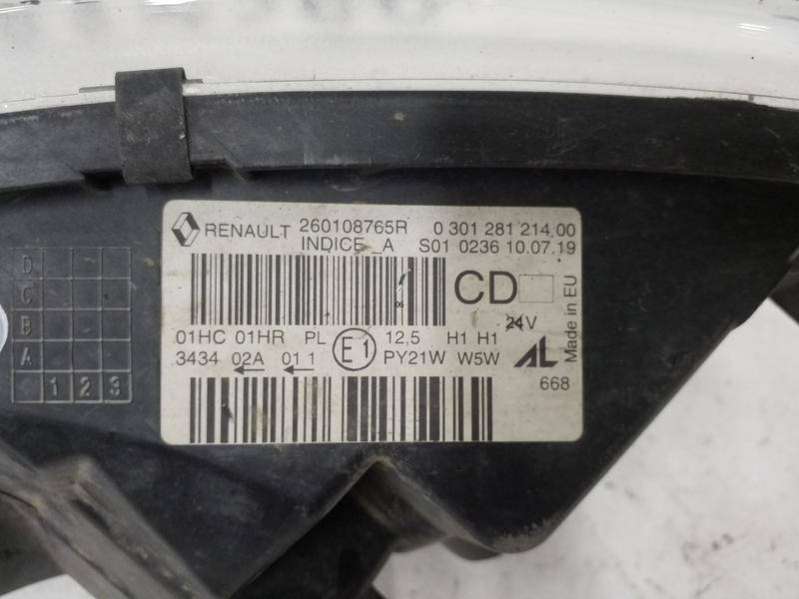 RENAULT 260108765R 0 301 281 214.00
INDICE_A S01 0236 10.07.19
CD
Made in EU
24V
01HC 01HR PL E1 12,5 H1 H1
3434 02A 01 1 PY21W W5W AL
668
D
C
B
A
1 2 3